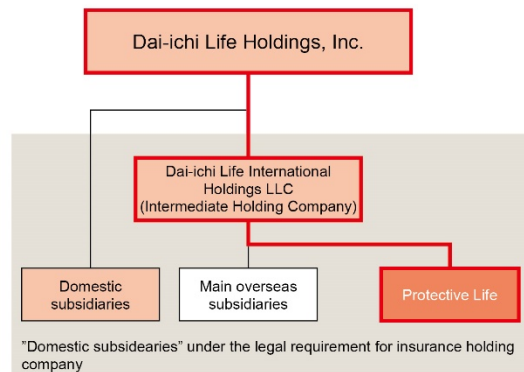 Dai-ichi Life Holdings, Inc.
Dai-ichi Life International
Holdings LLC
(Intermediate Holding Company)
Domestic
subsidiaries
Main overseas
subsidiaries
Protective Life
”Domestic subsidearies” under the legal requirement for insurance holding
company